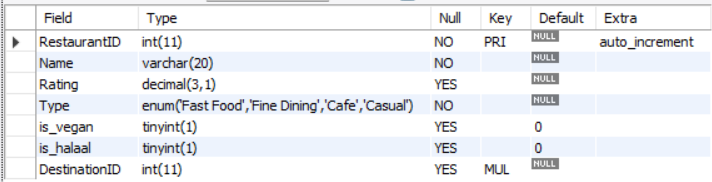 Field Type Null Key Default Extra
RestaurantID int(11) NO PRI NULL auto_increment
Name varchar(20) NO NULL
Rating decimal(3,1) YES NULL
Type enum('Fast Food','Fine Dining','Cafe','Casual') NO NULL
is_vegan tinyint(1) YES 0
is_halaal tinyint(1) YES 0
DestinationID int(11) YES MUL NULL